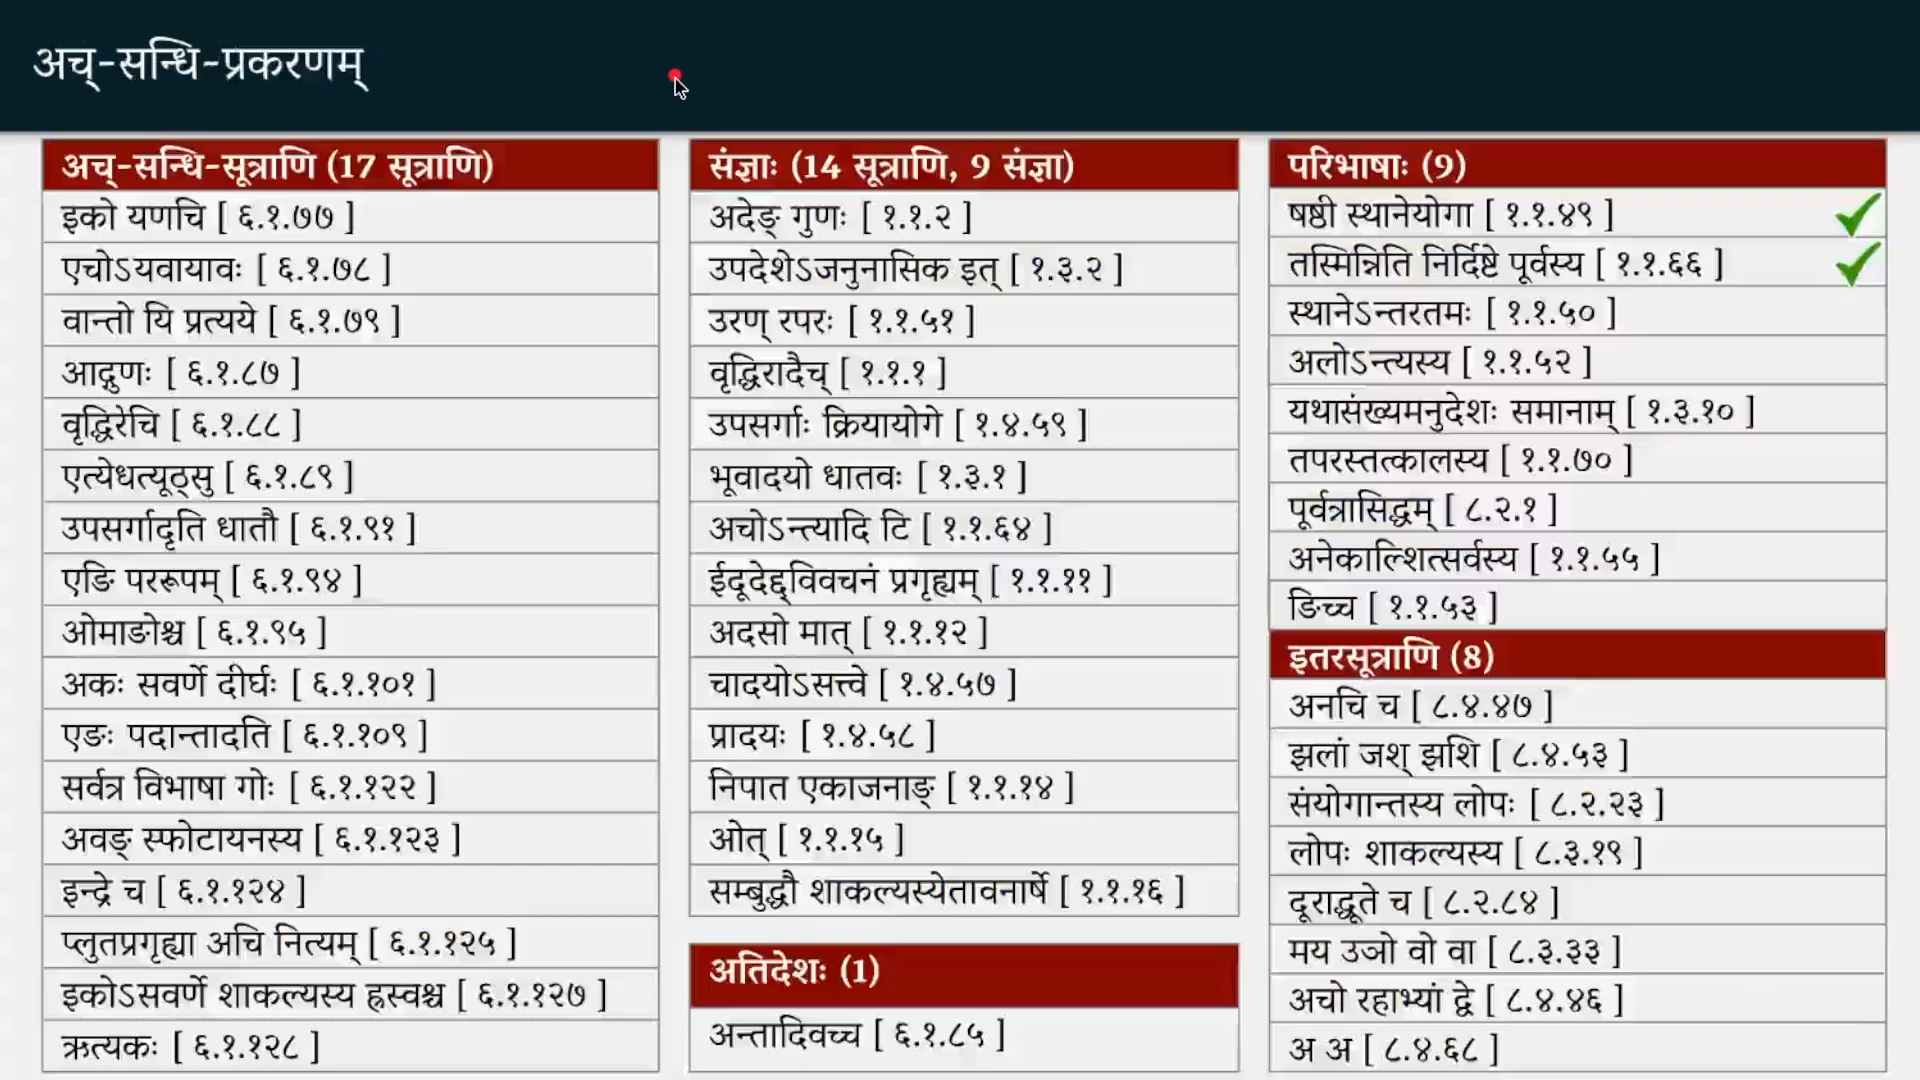 अच्-सन्धि-प्रकरणम्
अच्-सन्धि-सूत्राणि (17 सूत्राणि)
इको यणचि [ ६.१.७७ ]
एचोऽयवायावः [ ६.१.७८ ]
वान्तो यि प्रत्यये [ ६.१.७९ ]
आद्गुणः [ ६.१.८७ ]
वृद्धिरेचि [ ६.१.८८ ]
एत्येधत्यूठ्सु [ ६.१.८९ ]
उपसर्गादृति धातौ [ ६.१.९१ ]
एङि पररूपम् [ ६.१.९४ ]
ओमाङोश्च [ ६.१.९५ ]
अकः सवर्णे दीर्घः [ ६.१.१०१ ]
एङः पदान्तादति [ ६.१.१०९ ]
सर्वत्र विभाषा गोः [ ६.१.१२२ ]
अवङ् स्फोटायनस्य [ ६.१.१२३ ]
इन्द्रे च [ ६.१.१२४ ]
प्लुतप्रगृह्या अचि नित्यम् [ ६.१.१२५ ]
इकोऽसवर्णे शाकल्यस्य ह्रस्वश्च [ ६.१.१२७ ]
ऋत्यकः [ ६.१.१२८ ]
संज्ञाः (14 सूत्राणि, 9 संज्ञा)
अदेङ् गुणः [ १.१.२ ]
उपदेशेऽजनुनासिक इत् [ १.३.२ ]
उरण् रपरः [ १.१.५१ ]
वृद्धिरादैच् [ १.१.१ ]
उपसर्गाः क्रियायोगे [ १.४.५९ ]
भूवादयो धातवः [ १.३.१ ]
अचोऽन्त्यादि टि [ १.१.६४ ]
ईदूदेद्द्विवचनं प्रगृह्यम् [ १.१.११ ]
अदसो मात् [ १.१.१२ ]
चादयोऽसत्त्वे [ १.४.५७ ]
प्रादयः [ १.४.५८ ]
निपात एकाजनाङ् [ १.१.१४ ]
ओत् [ १.१.१५ ]
सम्बुद्धौ शाकल्यस्येतावनार्षे [ १.१.१६ ]
अतिदेशः (1)
अन्तादिवच्च [ ६.१.८५ ]
परिभाषाः (9)
षष्ठी स्थानेयोगा [ १.१.४९ ]
तस्मिन्निति निर्दिष्टे पूर्वस्य [ १.१.६६ ]
स्थानेऽन्तरतमः [ १.१.५० ]
अलोऽन्त्यस्य [ १.१.५२ ]
यथासंख्यमनुदेशः समानाम् [ १.३.१० ]
तपरस्तत्कालस्य [ १.१.७० ]
पूर्वत्रासिद्धम् [ ८.२.१ ]
अनेकाल्शित्सर्वस्य [ १.१.५५ ]
ङिच्च [ १.१.५३ ]
इतरसूत्राणि (8)
अनचि च [ ८.४.४७ ]
झलां जश् झशि [ ८.४.५३ ]
संयोगान्तस्य लोपः [ ८.२.२३ ]
लोपः शाकल्यस्य [ ८.३.१९ ]
दूराद्धूते च [ ८.२.८४ ]
मय उञो वो वा [ ८.३.३३ ]
अचो रहाभ्यां द्वे [ ८.४.४६ ]
अ अ [ ८.४.६८ ]